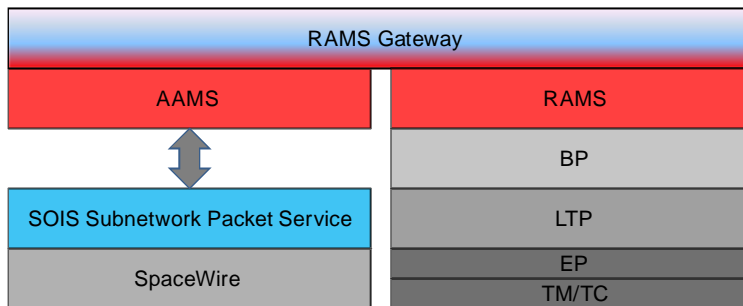 RAMS Gateway
AAMS
SOIS Subnetwork Packet Service
SpaceWire
RAMS
BP
LTP
EP
TM/TC